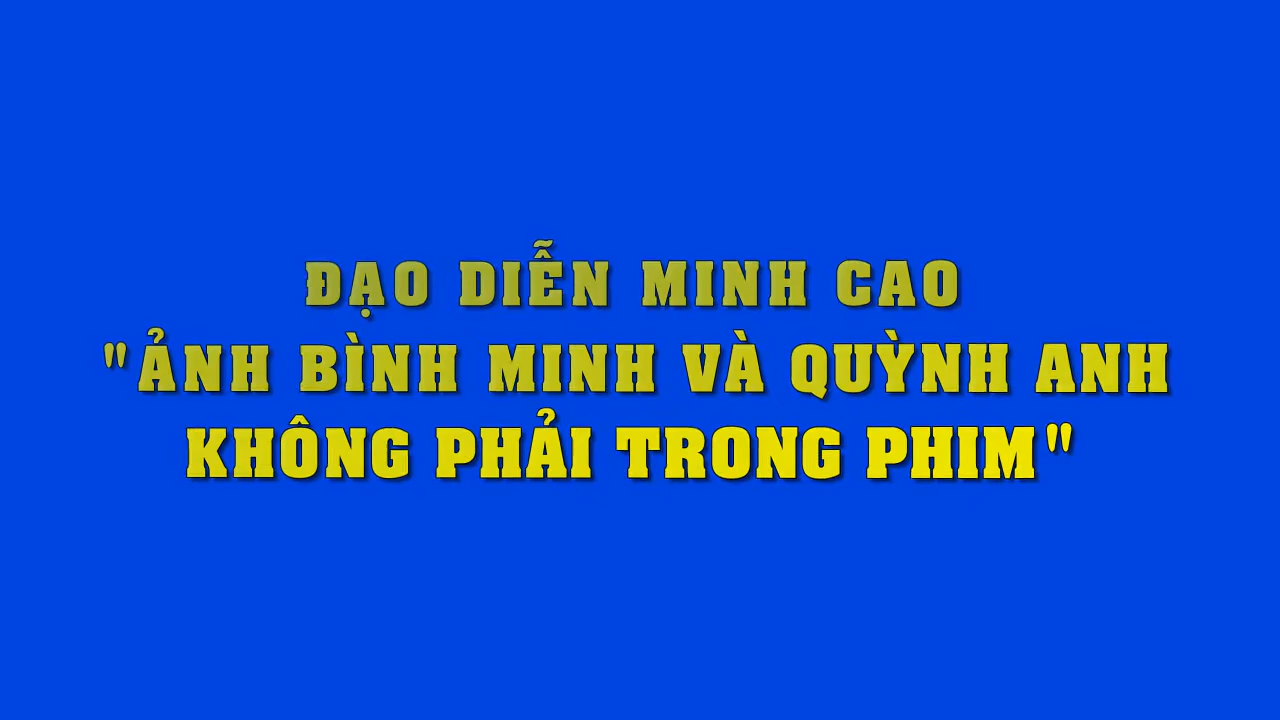 ĐẠO DIỄN MINH CAO
"ẢNH BÌNH MINH VÀ QUỲNH ANH
KHÔNG PHẢI TRONG PHIM"